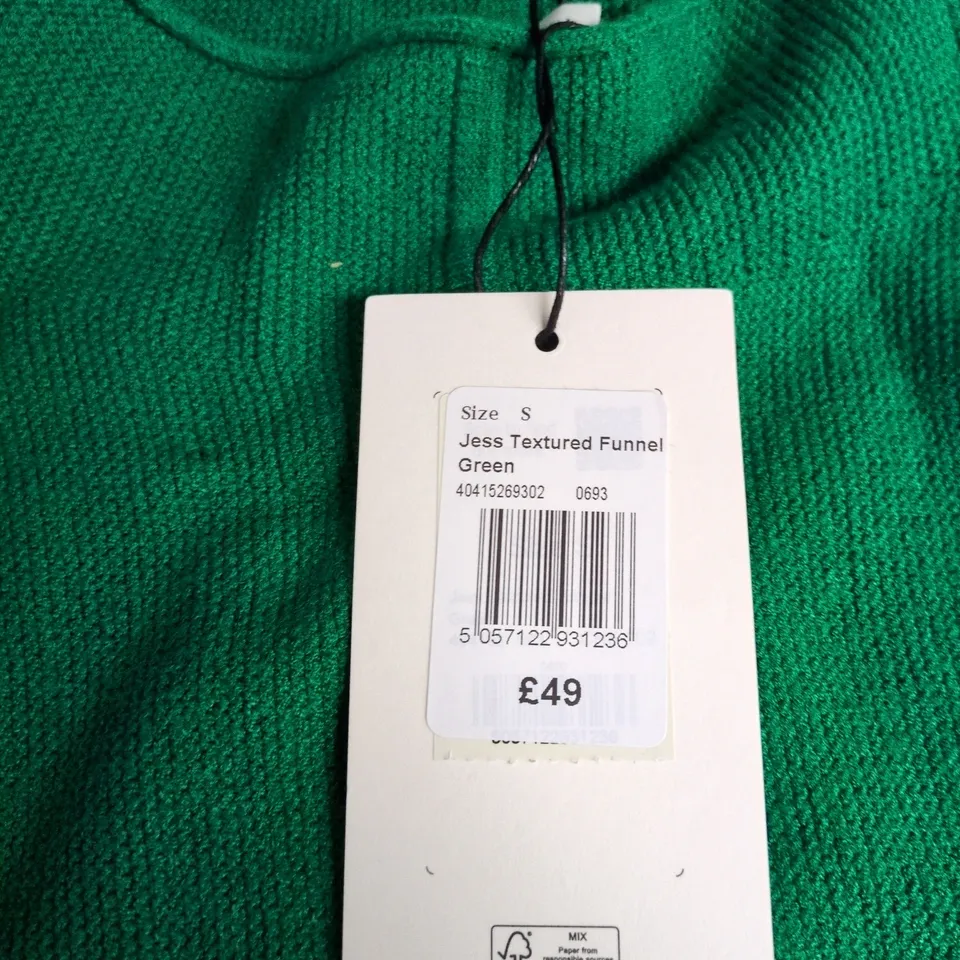 Size S
Jess Textured Funnel
Green
40415269302 0693
5 057122 931236
£49
MIX
Paper from
responsible sources